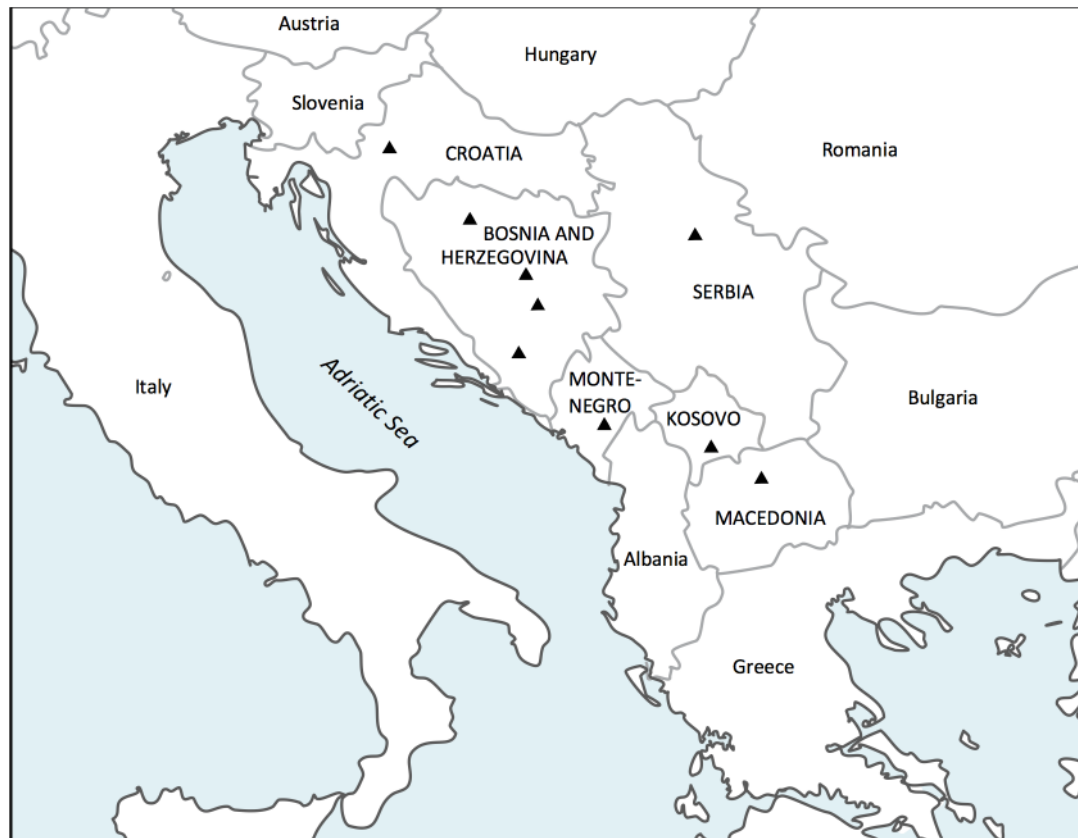 Austria
Hungary
Slovenia
CROATIA
Romania
BOSNIA AND
HERZEGOVINA
SERBIA
Italy
Adriatic Sea
MONTE-
NEGRO
KOSOVO
Bulgaria
MACEDONIA
Albania
Greece